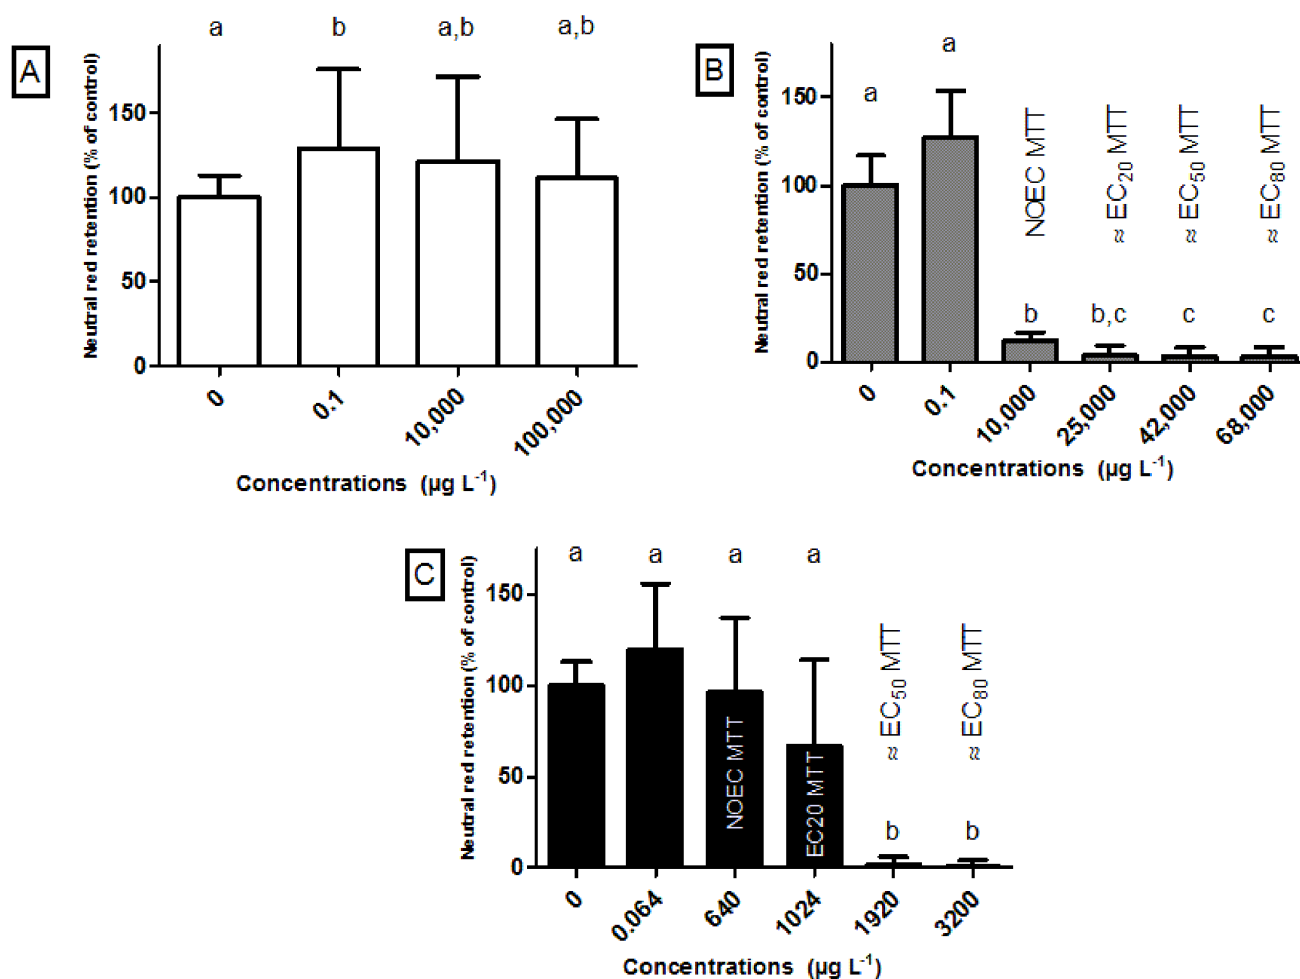 A
Neutral red retention (% of control)
a b a,b a,b
150
100
50
0
0 0.1 10,000 100,000
Concentrations (µg L-1)
B
Neutral red retention (% of control)
150
100
50
0
a a
NOEC MTT
≈ EC20 MTT
≈ EC50 MTT
≈ EC80 MTT
b b,c c c
0 0.1 10,000 25,000 42,000 68,000
Concentrations (µg L-1)
C
Neutral red retention (% of control)
150
100
50
0
a a a a
NOEC MTT
EC20 MTT
≈ EC50 MTT
≈ EC80 MTT
b b
0 0.064 640 1024 1920 3200
Concentrations (µg L-1)